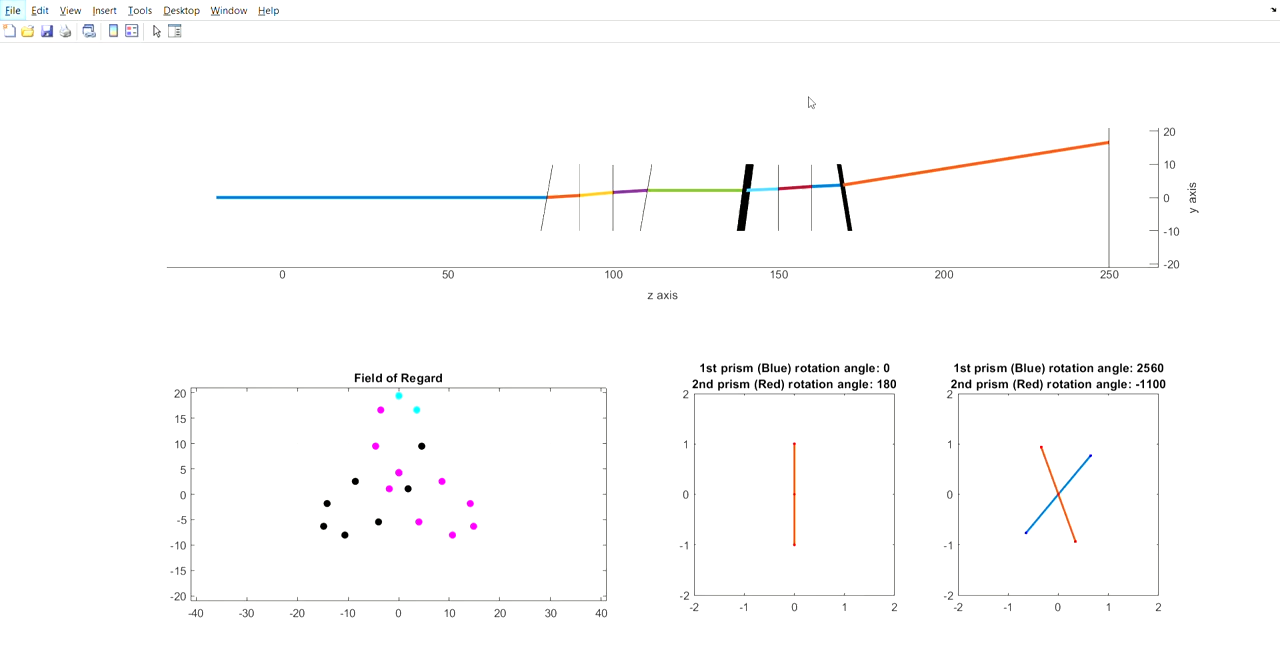 File Edit View Insert Tools Desktop Window Help
20
10
0
-10
-20
y axis
0 50 100 150 200 250
z axis
Field of Regard
20
15
10
5
0
-5
-10
-15
-20
-40 -30 -20 -10 0 10 20 30 40
1st prism (Blue) rotation angle: 0
2nd prism (Red) rotation angle: 180
2
1
0
-1
-2
-2 -1 0 1 2
1st prism (Blue) rotation angle: 2560
2nd prism (Red) rotation angle: -1100
2
1
0
-1
-2
-2 -1 0 1 2